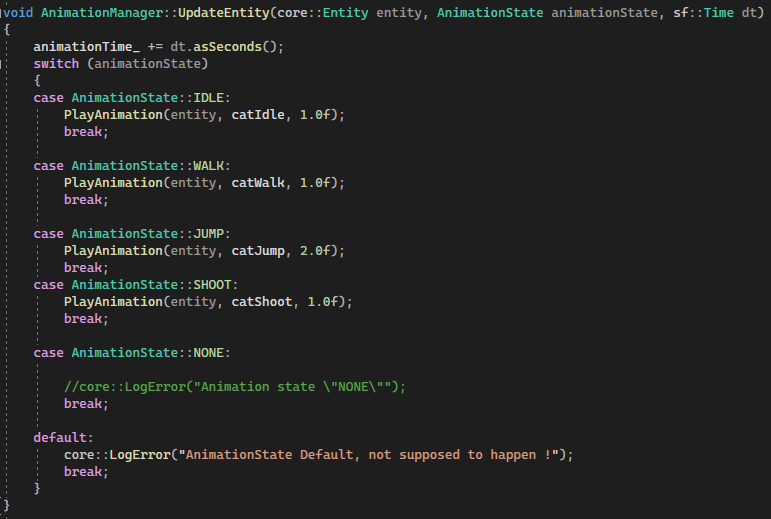 void AnimationManager::UpdateEntity(core::Entity entity, AnimationState animationState, sf::Time dt)
{
    animationTime_ += dt.asSeconds();
    switch (animationState)
    {
    case AnimationState::IDLE:
        PlayAnimation(entity, catIdle, 1.0f);
        break;

    case AnimationState::WALK:
        PlayAnimation(entity, catWalk, 1.0f);
        break;

    case AnimationState::JUMP:
        PlayAnimation(entity, catJump, 2.0f);
        break;
    case AnimationState::SHOOT:
        PlayAnimation(entity, catShoot, 1.0f);
        break;

    case AnimationState::NONE:

        //core::LogError("Animation state \"NONE\"");
        break;

    default:
        core::LogError("AnimationState Default, not supposed to happen !");
        break;
    }
}